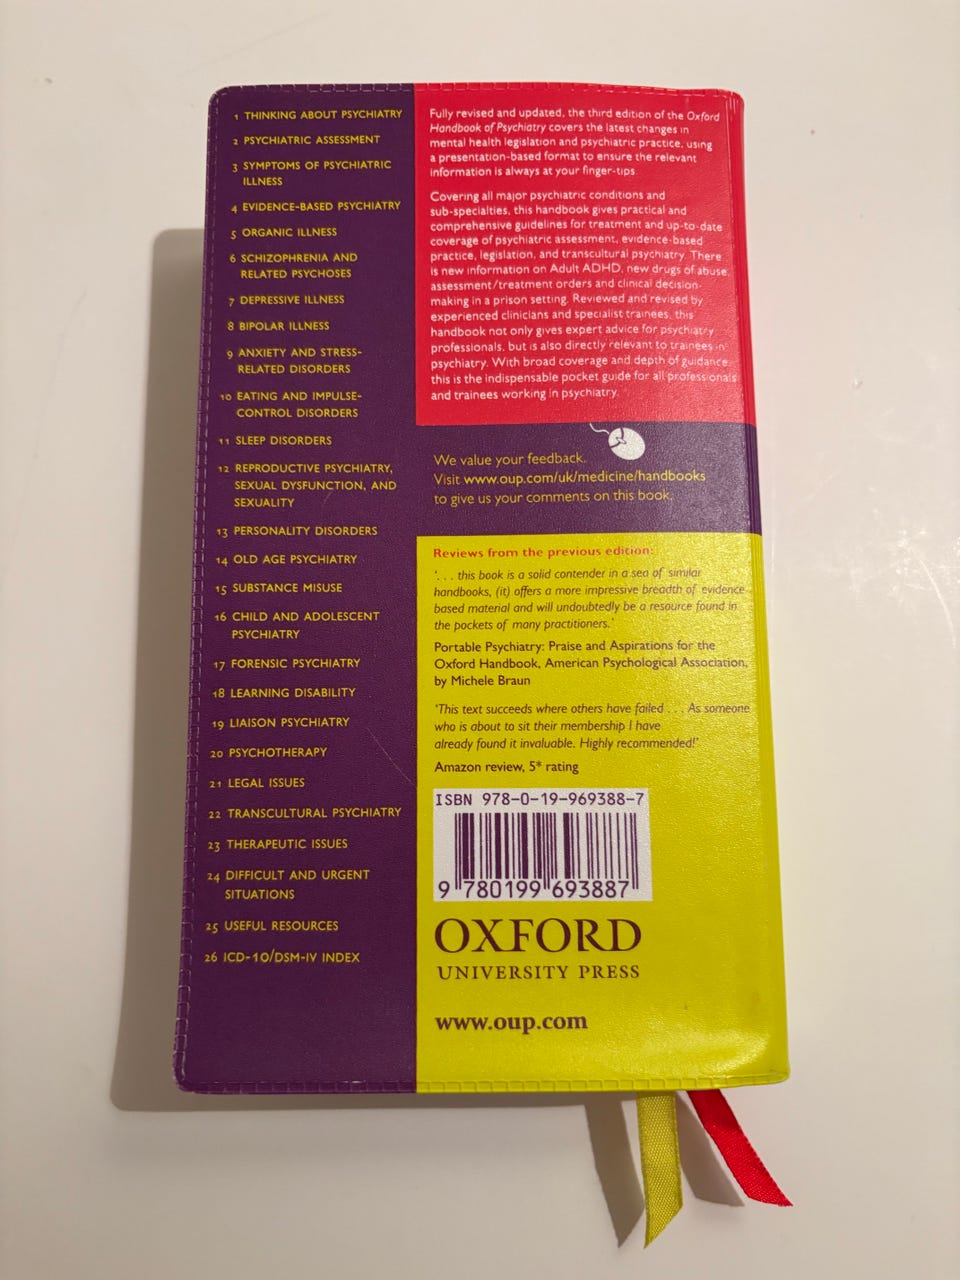 1 THINKING ABOUT PSYCHIATRY
2 PSYCHIATRIC ASSESSMENT
3 SYMPTOMS OF PSYCHIATRIC
ILLNESS
4 EVIDENCE-BASED PSYCHIATRY
5 ORGANIC ILLNESS
6 SCHIZOPHRENIA AND
RELATED PSYCHOSES
7 DEPRESSIVE ILLNESS
8 BIPOLAR ILLNESS
9 ANXIETY AND STRESS-
RELATED DISORDERS
10 EATING AND IMPULSE-
CONTROL DISORDERS
11 SLEEP DISORDERS
12 REPRODUCTIVE PSYCHIATRY,
SEXUAL DYSFUNCTION, AND
SEXUALITY
13 PERSONALITY DISORDERS
14 OLD AGE PSYCHIATRY
15 SUBSTANCE MISUSE
16 CHILD AND ADOLESCENT
PSYCHIATRY
17 FORENSIC PSYCHIATRY
18 LEARNING DISABILITY
19 LIAISON PSYCHIATRY
20 PSYCHOTHERAPY
21 LEGAL ISSUES
22 TRANSCULTURAL PSYCHIATRY
23 THERAPEUTIC ISSUES
24 DIFFICULT AND URGENT
SITUATIONS
25 USEFUL RESOURCES
26 ICD-10/DSM-IV INDEX
Fully revised and updated, the third edition of the Oxford
Handbook of Psychiatry covers the latest changes in
mental health legislation and psychiatric practice, using
a presentation-based format to ensure the relevant
information is always at your finger-tips
Covering all major psychiatric conditions and
sub-specialties, this handbook gives practical and
comprehensive guidelines for treatment and up-to-date
coverage of psychiatric assessment, evidence-based
practice, legislation, and transcultural psychiatry. There
is new information on Adult ADHD, new drugs of abuse,
assessment/treatment orders and clinical decision-
making in a prison setting. Reviewed and revised by
experienced clinicians and specialist trainees, this
handbook not only gives expert advice for psychiatry
professionals, but is also directly relevant to trainees in
psychiatry. With broad coverage and depth of guidance
this is the indispensable pocket guide for all professionals
and trainees working in psychiatry.
We value your feedback.
Visit www.oup.com/uk/medicine/handbooks
to give us your comments on this book.
Reviews from the previous edition:
'. . . this book is a solid contender in a sea of similar
handbooks, (it) offers a more impressive breadth of evidence
based material and will undoubtedly be a resource found in
the pockets of many practitioners.'
Portable Psychiatry: Praise and Aspirations for the
Oxford Handbook, American Psychological Association,
by Michele Braun
'This text succeeds where others have failed . . . As someone
who is about to sit their membership I have
already found it invaluable. Highly recommended!'
Amazon review, 5* rating
ISBN 978-0-19-969388-7
9 780199 693887
OXFORD
UNIVERSITY PRESS
www.oup.com